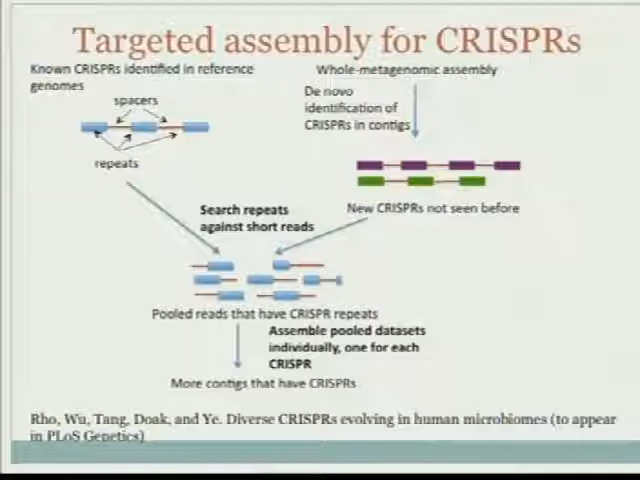 Targeted assembly for CRISPRs
Known CRISPRs identified in reference
genomes
spacers
repeats
Whole-metagenomic assembly
De novo
identification of
CRISPRs in contigs
New CRISPRs not seen before
Search repeats
against short reads
Pooled reads that have CRISPR repeats
Assemble pooled datasets
individually, one for each
CRISPR
More contigs that have CRISPRs
Rho, Wu, Tang, Doak, and Ye. Diverse CRISPRs evolving in human microbiomes (to appear
in PLoS Genetics)